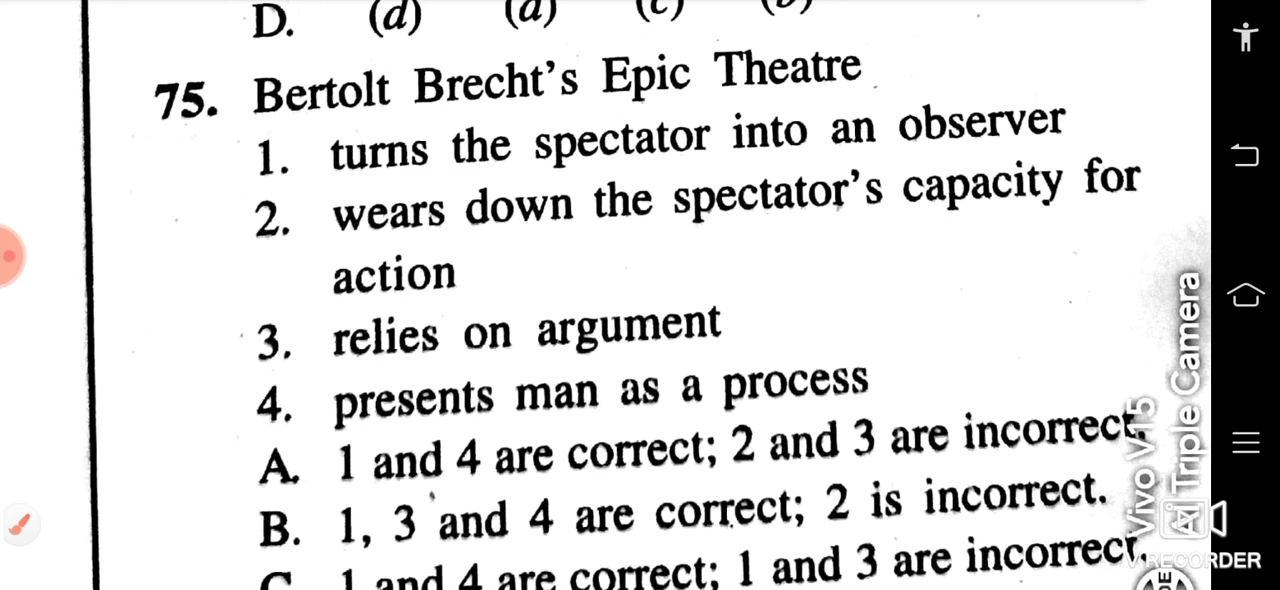 D. (d) (a) (c) (b)
75. Bertolt Brecht's Epic Theatre
1. turns the spectator into an observer
2. wears down the spectator's capacity for
action
3. relies on argument
4. presents man as a process
A. 1 and 4 are correct; 2 and 3 are incorrect.
B. 1, 3 and 4 are correct; 2 is incorrect.
C 1 and 4 are correct; 1 and 3 are incorrect.
Vivo V15
AI Triple Camera
RECORDER